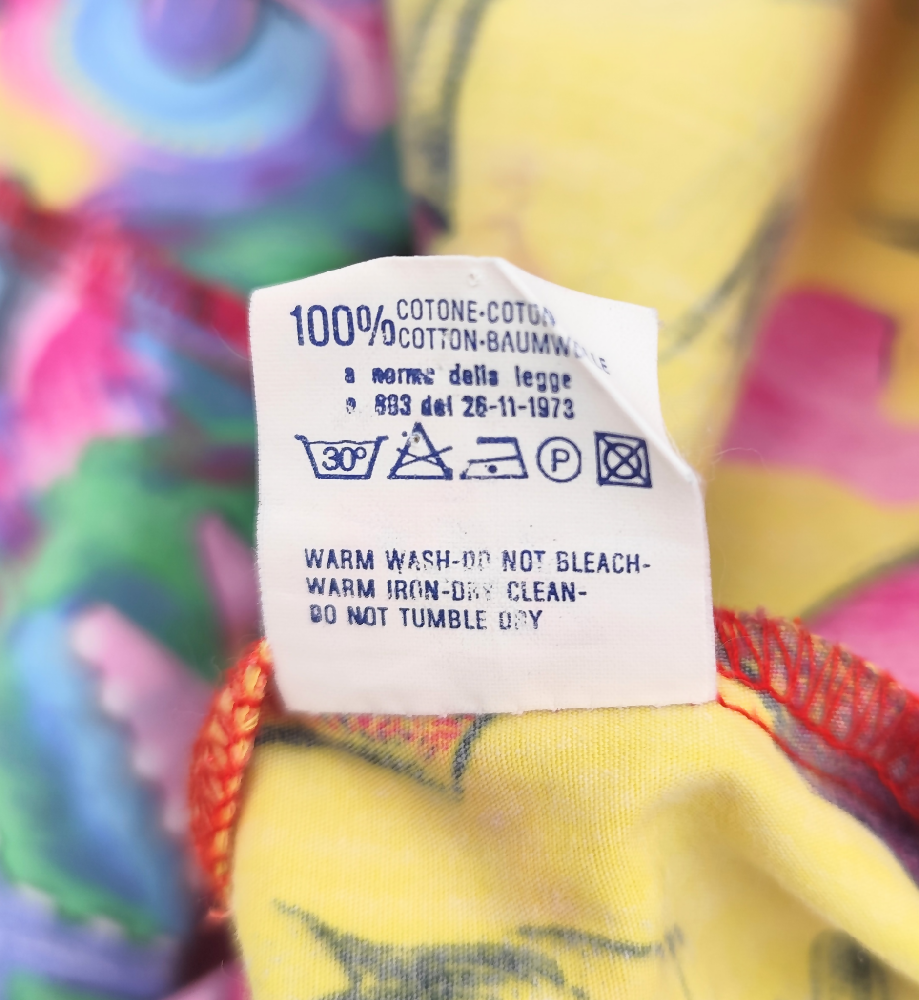 100% COTONE-COTON
COTTON-BAUMWOLLE
a norme della legge
n. 883 del 26-11-1973
30° P
WARM WASH-DO NOT BLEACH-
WARM IRON-DRY CLEAN-
DO NOT TUMBLE DRY